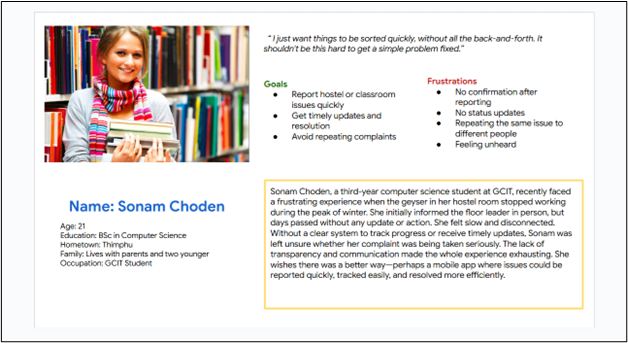 “ I just want things to be sorted quickly, without all the back-and-forth. It
shouldn't be this hard to get a simple problem fixed.”
Goals
● Report hostel or classroom
issues quickly
● Get timely updates and
resolution
● Avoid repeating complaints
Frustrations
● No confirmation after
reporting
● No status updates
● Repeating the same issue to
different people
● Feeling unheard
Name: Sonam Choden
Age: 21
Education: BSc in Computer Science
Hometown: Thimphu
Family: Lives with parents and two younger
Occupation: GCIT Student
Sonam Choden, a third-year computer science student at GCIT, recently faced
a frustrating experience when the geyser in her hostel room stopped working
during the peak of winter. She initially informed the floor leader in person, but
days passed without any update or action. She felt slow and disconnected.
Without a clear system to track progress or receive timely updates, Sonam was
left unsure whether her complaint was being taken seriously. The lack of
transparency and communication made the whole experience exhausting. She
wishes there was a better way—perhaps a mobile app where issues could be
reported quickly, tracked easily, and resolved more efficiently.